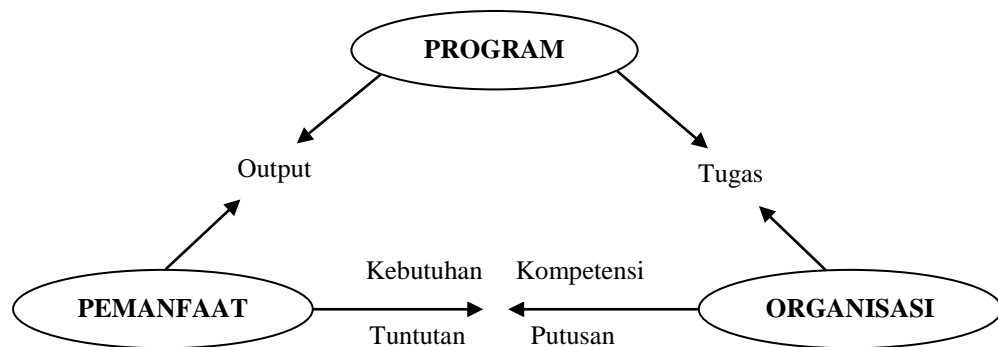 PROGRAM
Output
Tugas
Kebutuhan Kompetensi
PEMANFAAT
ORGANISASI
Tuntutan Putusan